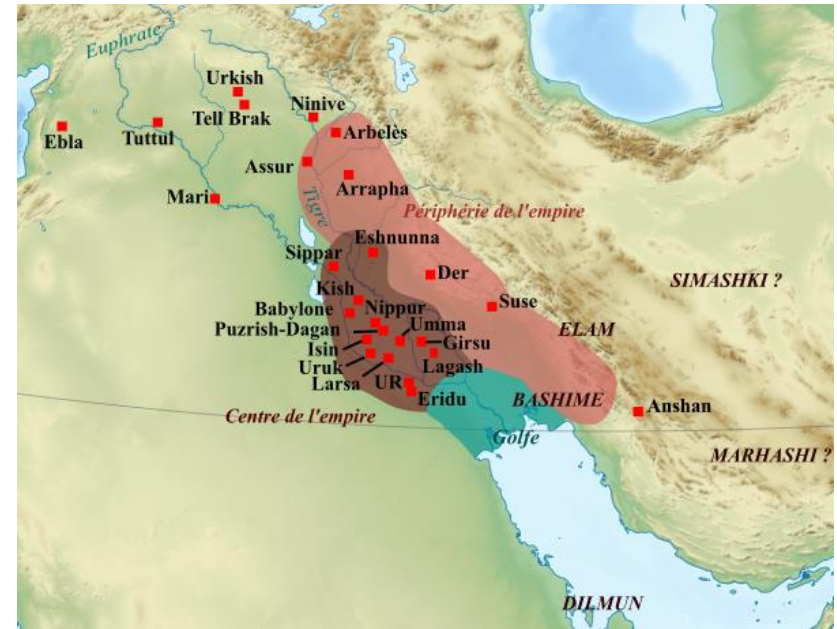 Euphrate
Urkish
Ninive
Tell Brak
Arbelès
Ebla
Tuttul
Assur
Arrapha
Mari
Tigre
Périphérie de l'empire
Eshnunna
Sippar
Der
SIMASHKI ?
Kish
Suse
Babylone
Nippur
Puzrish-Dagan
Umma
ELAM
Isin
Girsu
Uruk
Lagash
Larsa
UR
Eridu
BASHIME
Anshan
Centre de l'empire
Golfe
MARHASHI ?
DILMUN